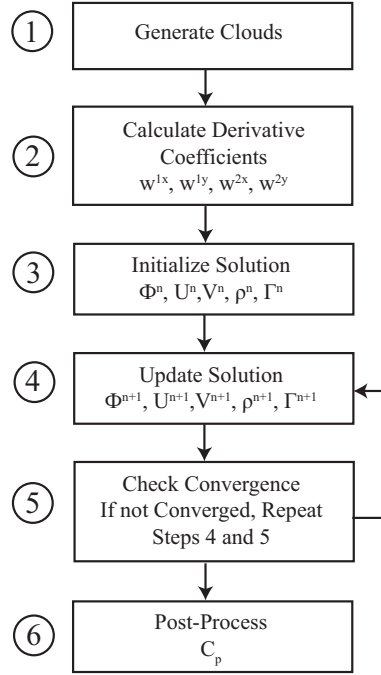 1
Generate Clouds
2
Calculate Derivative
Coefficients
w¹ˣ, w¹ʸ, w²ˣ, w²ʸ
3
Initialize Solution
Φⁿ, Uⁿ,Vⁿ, ρⁿ, Γⁿ
4
Update Solution
Φⁿ⁺¹, Uⁿ⁺¹,Vⁿ⁺¹, ρⁿ⁺¹, Γⁿ⁺¹
5
Check Convergence
If not Converged, Repeat
Steps 4 and 5
6
Post-Process
Cₚ